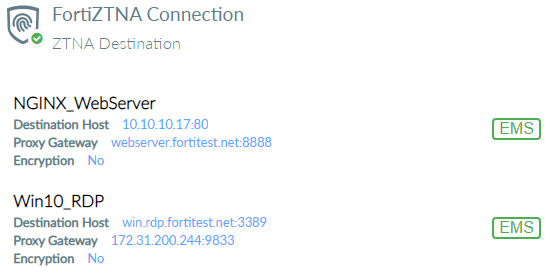 FortiZTNA Connection
ZTNA Destination
NGINX_WebServer
Destination Host 10.10.10.17:80
Proxy Gateway webserver.fortitest.net:8888
Encryption No
EMS
Win10_RDP
Destination Host win.rdp.fortitest.net:3389
Proxy Gateway 172.31.200.244:9833
Encryption No
EMS